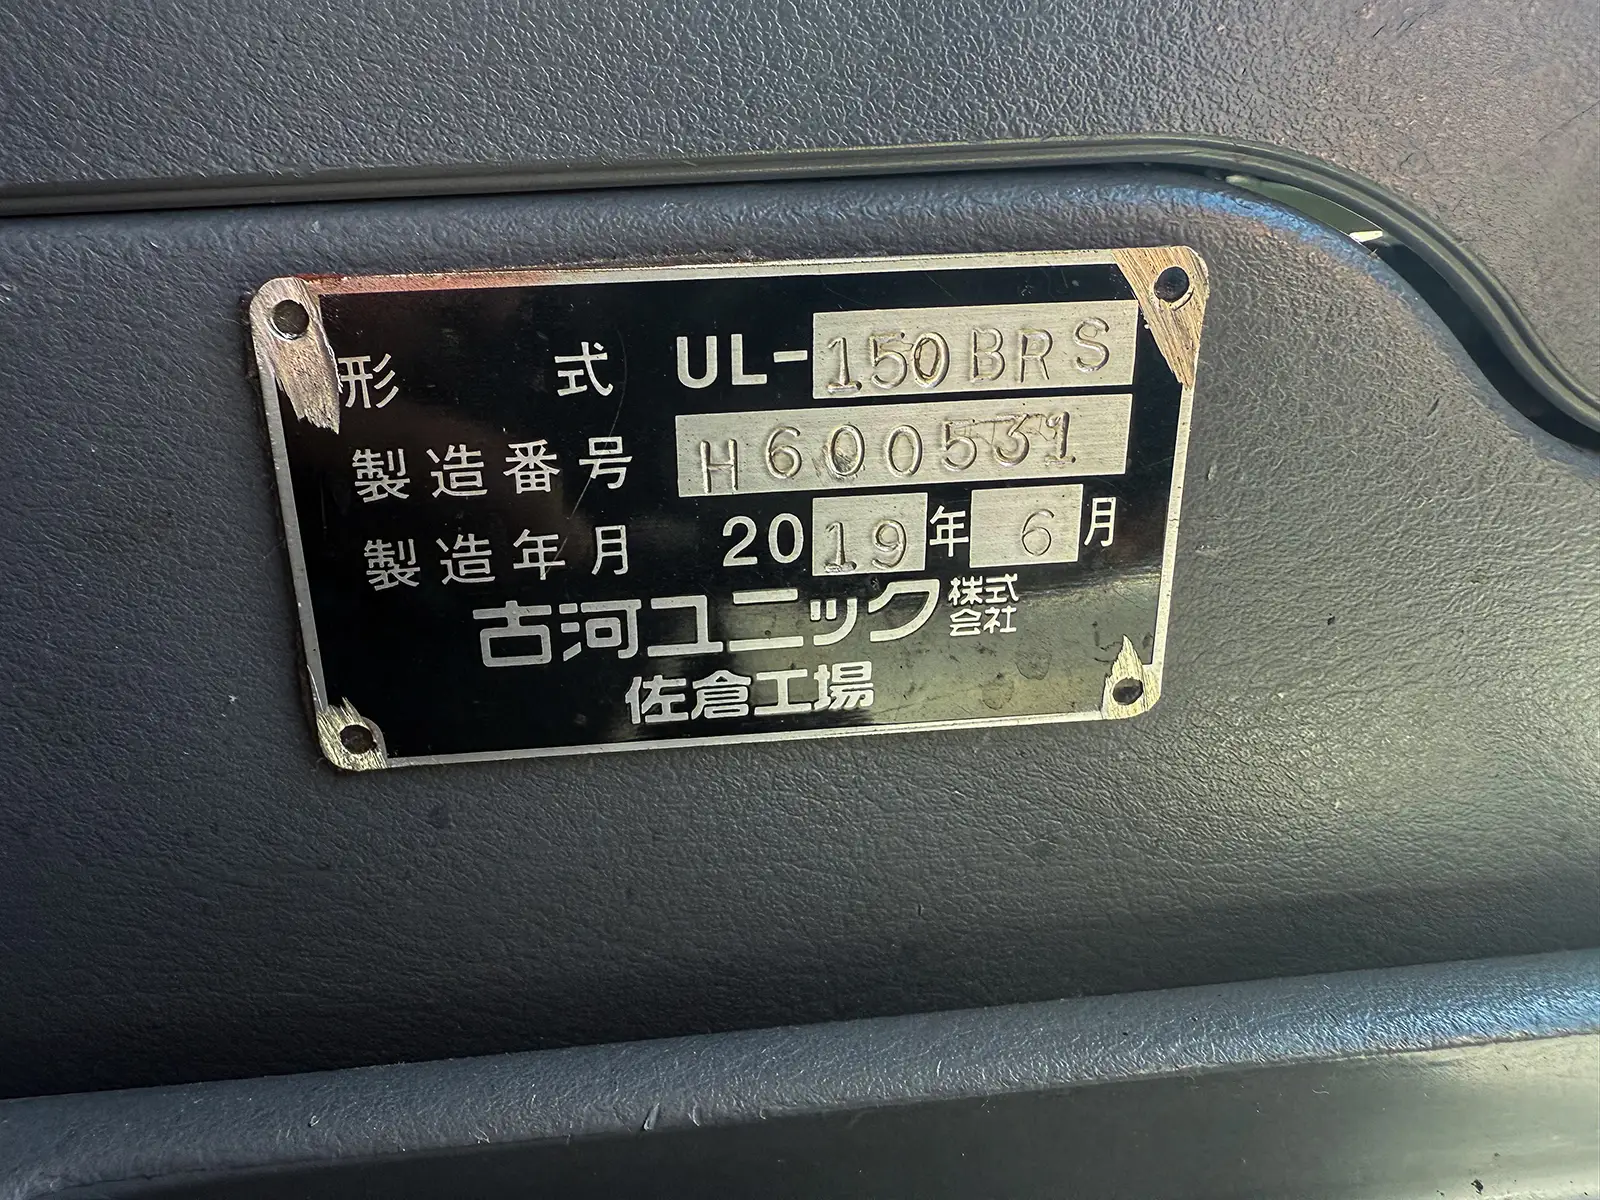 形式 UL-150BRS
製造番号 H600531
製造年月 2019年6月
古河ユニック株式会社
佐倉工場